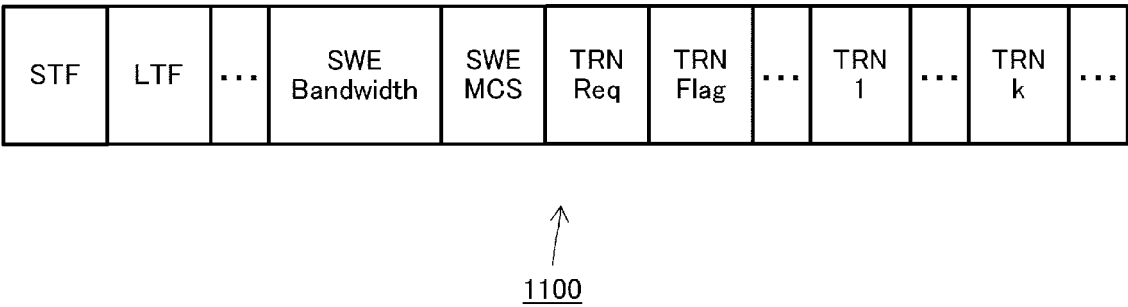 STF
LTF
...
SWE
Bandwidth
SWE
MCS
TRN
Req
TRN
Flag
...
TRN
1
...
TRN
k
...
1100